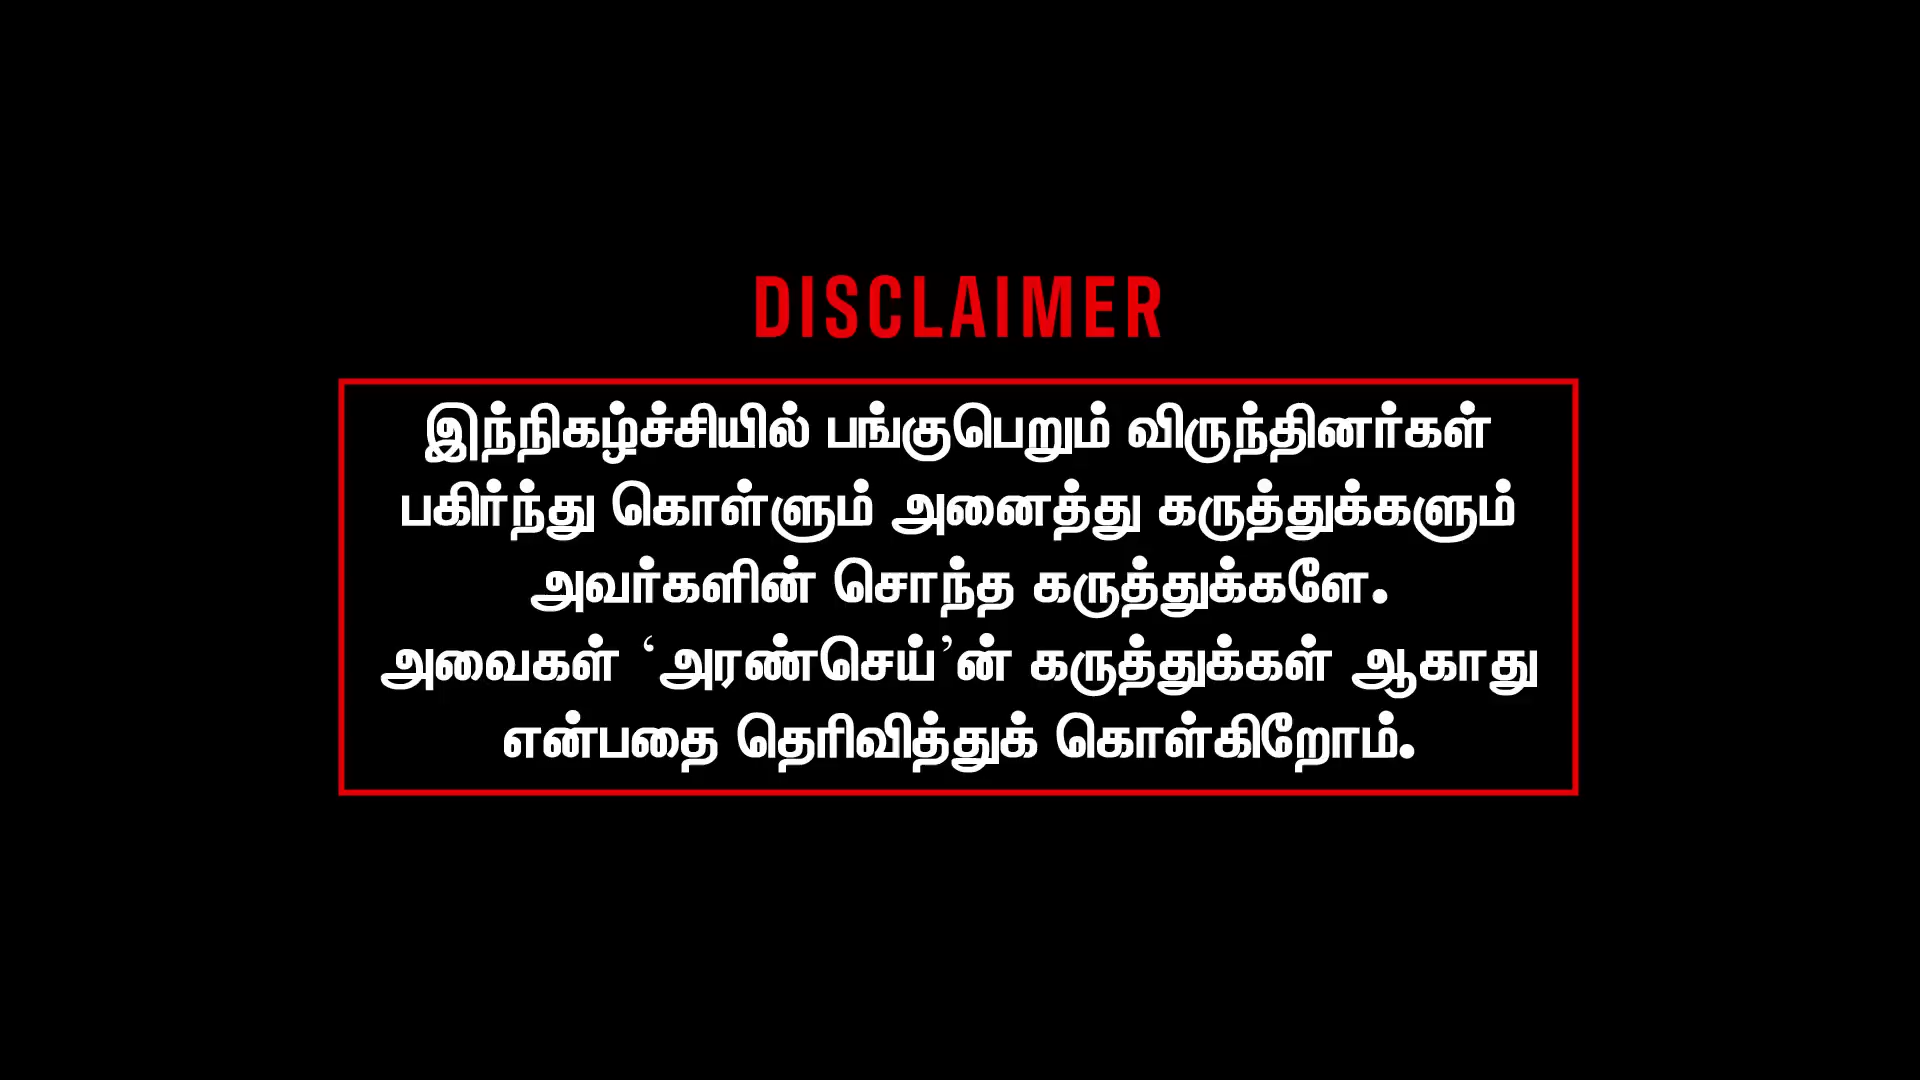 DISCLAIMER
இந்நிகழ்ச்சியில் பங்குபெறும் விருந்தினர்கள்
பகிர்ந்து கொள்ளும் அனைத்து கருத்துக்களும்
அவர்களின் சொந்த கருத்துக்களே.
அவைகள் ‘அரண்செய்’ன் கருத்துக்கள் ஆகாது
என்பதை தெரிவித்துக் கொள்கிறோம்.